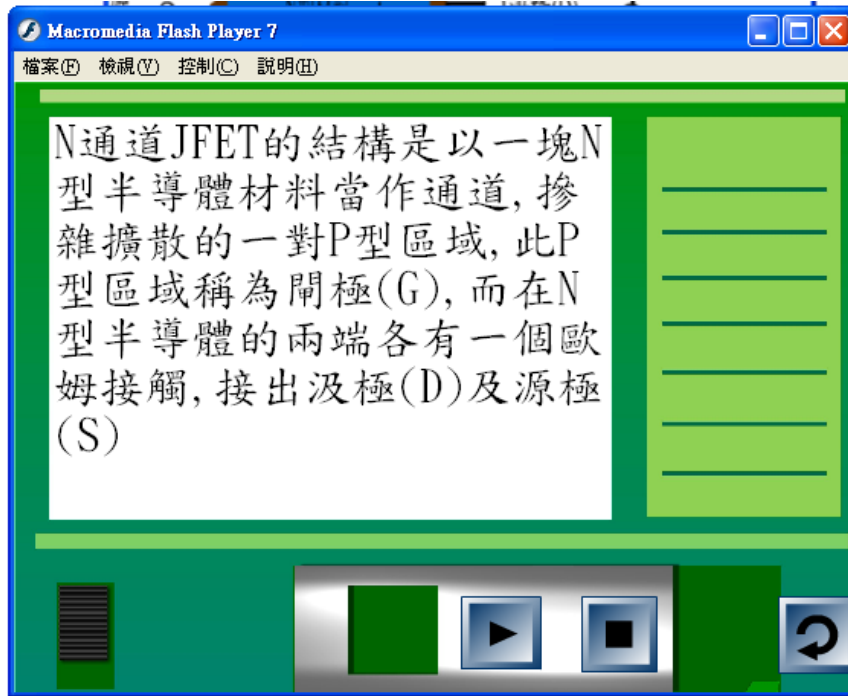 Macromedia Flash Player 7
檔案(F) 檢視(V) 控制(C) 說明(H)
N通道JFET的結構是以一塊N
型半導體材料當作通道,摻
雜擴散的一對P型區域,此P
型區域稱為閘極(G),而在N
型半導體的兩端各有一個歐
姆接觸,接出汲極(D)及源極
(S)